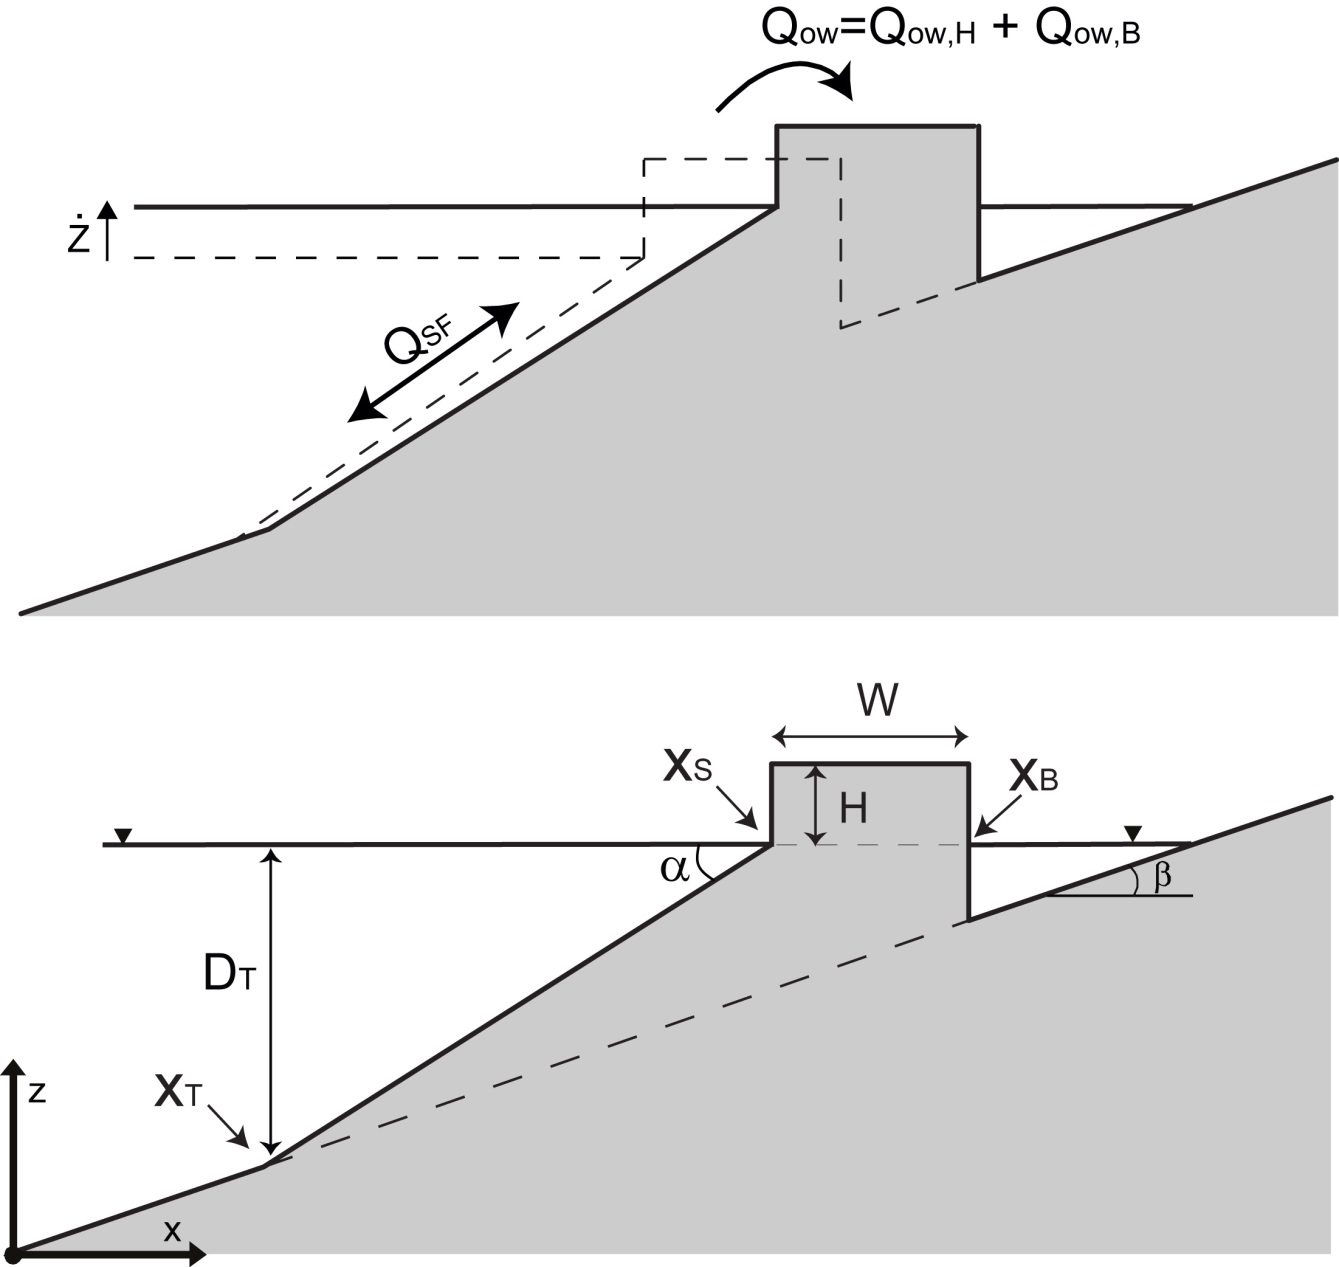 Qow=Qow,H + Qow,B
Ż
QSF
W
xS
xB
H
α
β
DT
xT
z
x